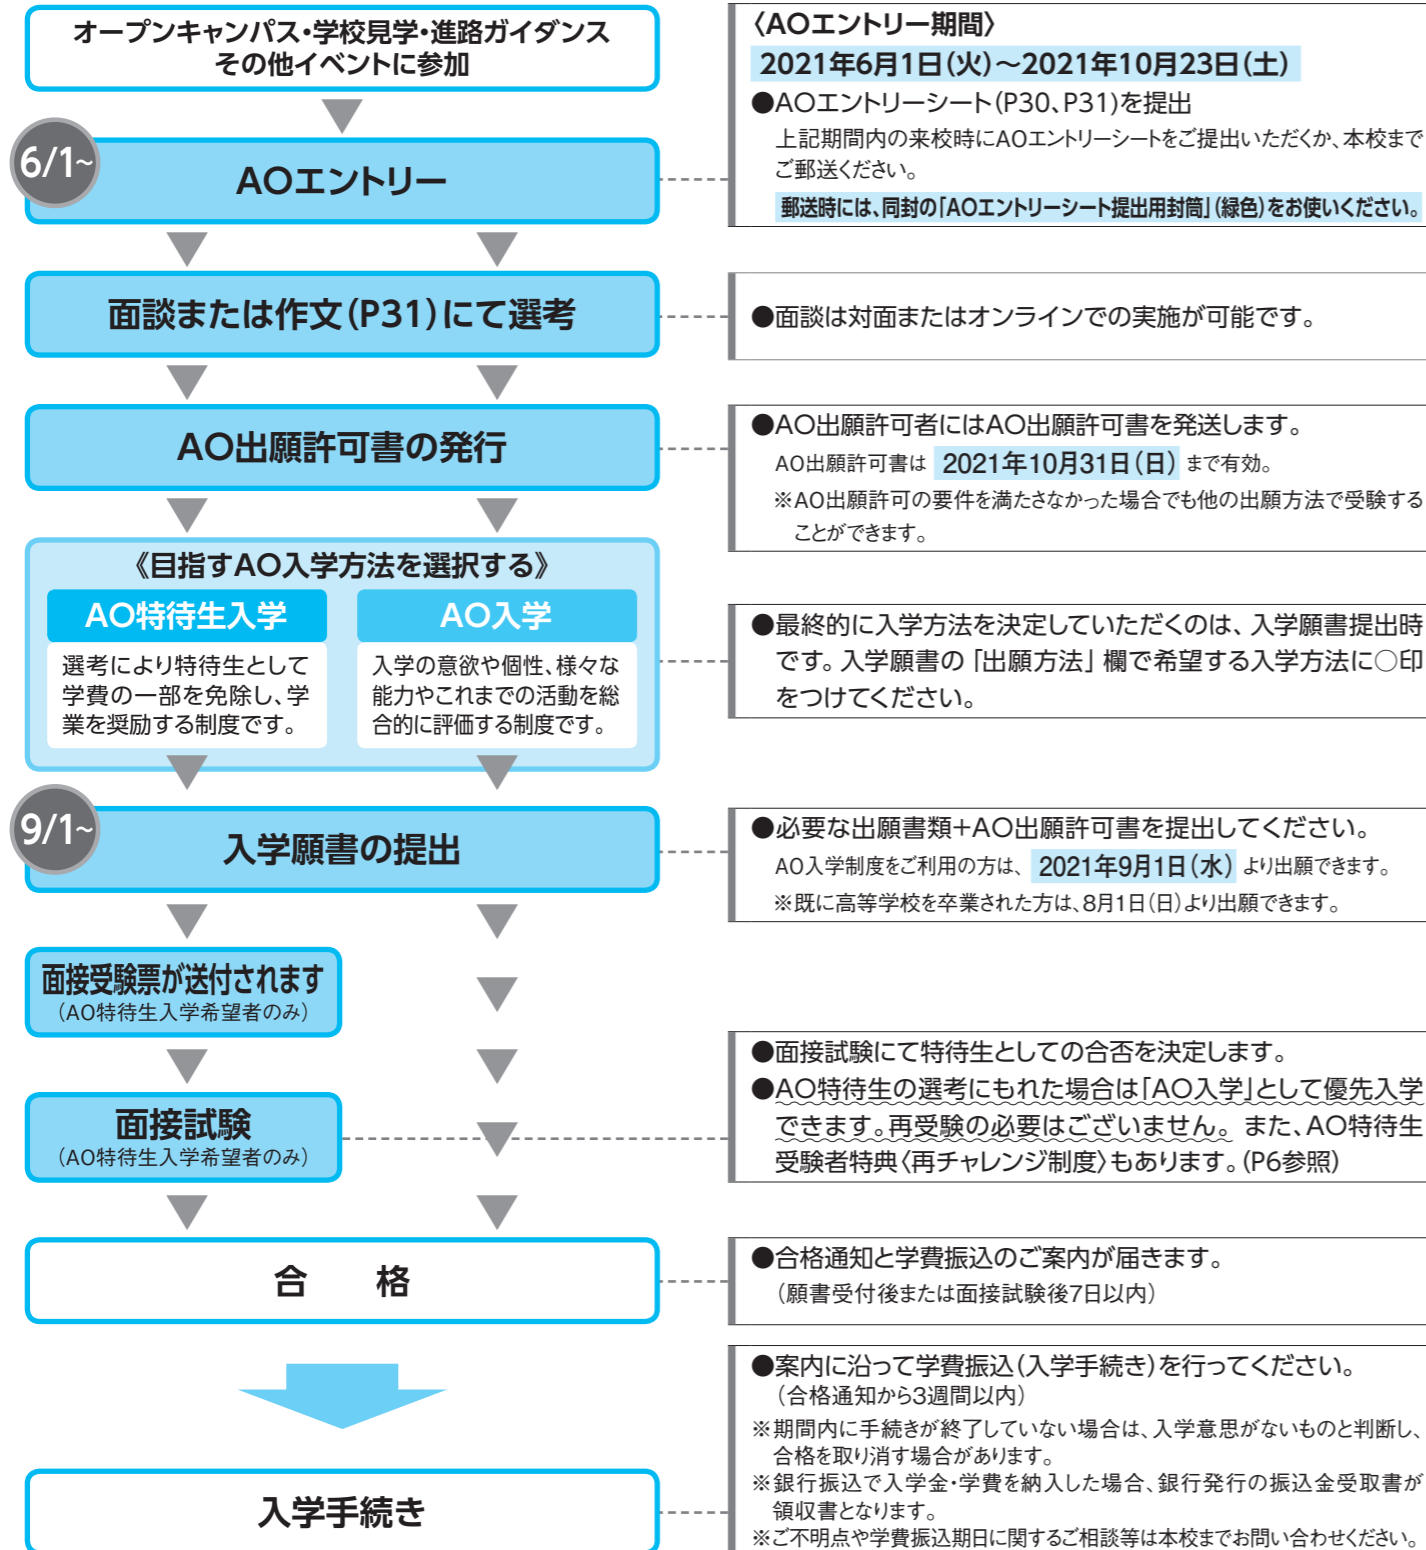 オープンキャンパス・学校見学・進路ガイダンス
その他イベントに参加
6/1~
AOエントリー
〈AOエントリー期間〉
2021年6月1日(火)～2021年10月23日(土)
●AOエントリーシート(P30、P31)を提出
上記期間内の来校時にAOエントリーシートをご提出いただくか、本校まで
ご郵送ください。
郵送時には、同封の「AOエントリーシート提出用封筒」(緑色)をお使いください。
面談または作文(P31)にて選考
●面談は対面またはオンラインでの実施が可能です。
AO出願許可書の発行
●AO出願許可者にはAO出願許可書を発送します。
AO出願許可書は 2021年10月31日(日) まで有効。
※AO出願許可の要件を満たさなかった場合でも他の出願方法で受験する
ことができます。
《目指すAO入学方法を選択する》
AO特待生入学
選考により特待生として
学費の一部を免除し、学
業を奨励する制度です。
AO入学
入学の意欲や個性、様々な
能力やこれまでの活動を総
合的に評価する制度です。
●最終的に入学方法を決定していただくのは、入学願書提出時
です。入学願書の「出願方法」欄で希望する入学方法に○印
をつけてください。
9/1~
入学願書の提出
●必要な出願書類+AO出願許可書を提出してください。
AO入学制度をご利用の方は、 2021年9月1日(水) より出願できます。
※既に高等学校を卒業された方は、8月1日(日)より出願できます。
面接受験票が送付されます
(AO特待生入学希望者のみ)
面接試験
(AO特待生入学希望者のみ)
●面接試験にて特待生としての合否を決定します。
●AO特待生の選考にもれた場合は「AO入学」として優先入学
できます。再受験の必要はございません。また、AO特待生
受験者特典〈再チャレンジ制度〉もあります。(P6参照)
合　格
●合格通知と学費振込のご案内が届きます。
(願書受付後または面接試験後7日以内)
入学手続き
●案内に沿って学費振込(入学手続き)を行ってください。
(合格通知から3週間以内)
※期間内に手続きが終了していない場合は、入学意思がないものと判断し、
合格を取り消す場合があります。
※銀行振込で入学金・学費を納入した場合、銀行発行の振込金受取書が
領収書となります。
※ご不明点や学費振込期日に関するご相談等は本校までお問い合わせください。